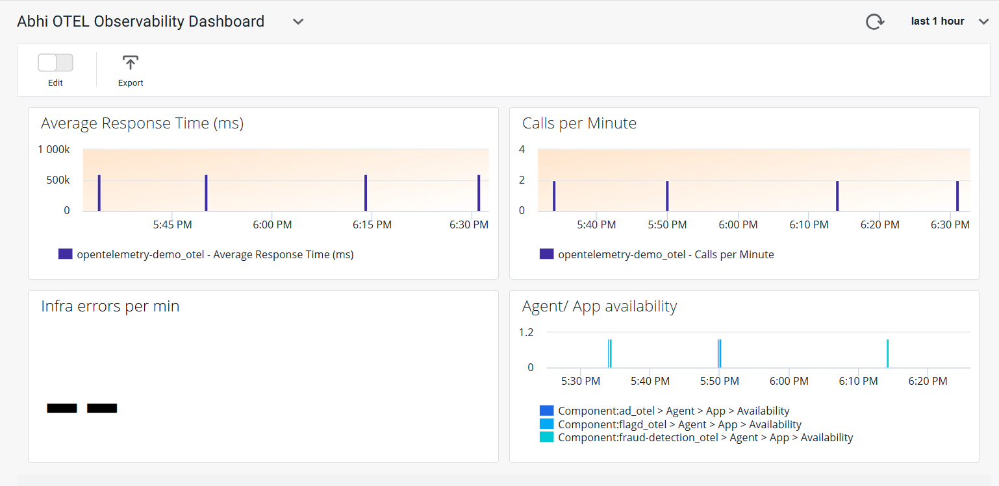 Abhi OTEL Observability Dashboard
last 1 hour
Edit
Export
Average Response Time (ms)
1 000k
500k
0
5:45 PM 6:00 PM 6:15 PM 6:30 PM
opentelemetry-demo_otel - Average Response Time (ms)
Calls per Minute
4
2
0
5:40 PM 5:50 PM 6:00 PM 6:10 PM 6:20 PM 6:30 PM
opentelemetry-demo_otel - Calls per Minute
Infra errors per min
Agent/ App availability
1.2
0
5:30 PM 5:40 PM 5:50 PM 6:00 PM 6:10 PM 6:20 PM
Component:ad_otel > Agent > App > Availability
Component:flagd_otel > Agent > App > Availability
Component:fraud-detection_otel > Agent > App > Availability